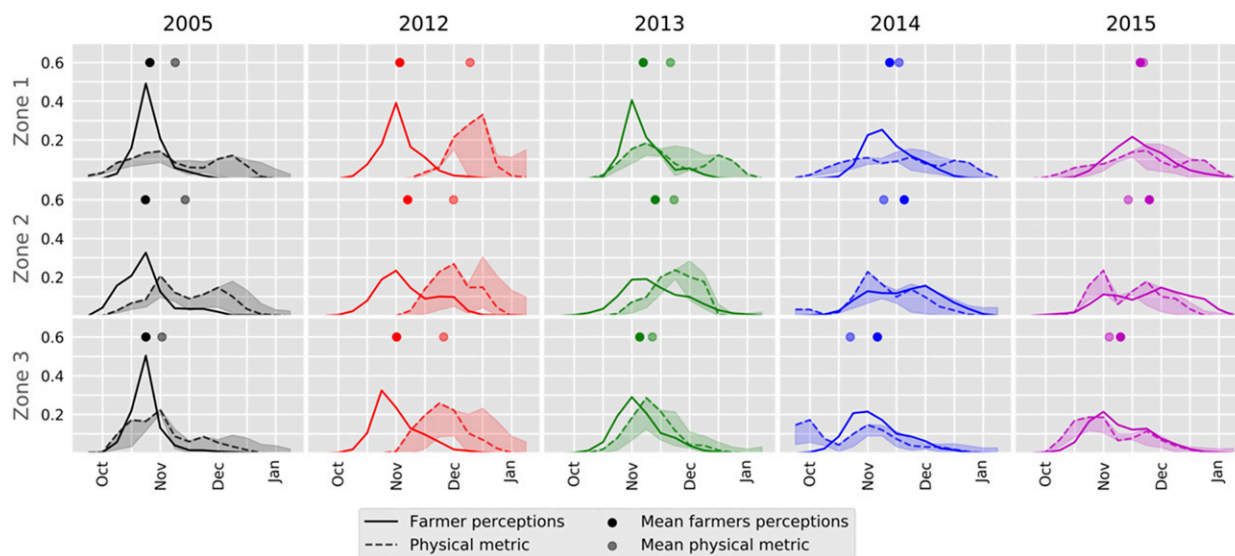 2005 2012 2013 2014 2015
Zone 1
0.6
0.4
0.2
Zone 2
0.6
0.4
0.2
Zone 3
0.6
0.4
0.2
Oct Nov Dec Jan Oct Nov Dec Jan Oct Nov Dec Jan Oct Nov Dec Jan Oct Nov Dec Jan
Farmer perceptions Mean farmers perceptions
Physical metric Mean physical metric